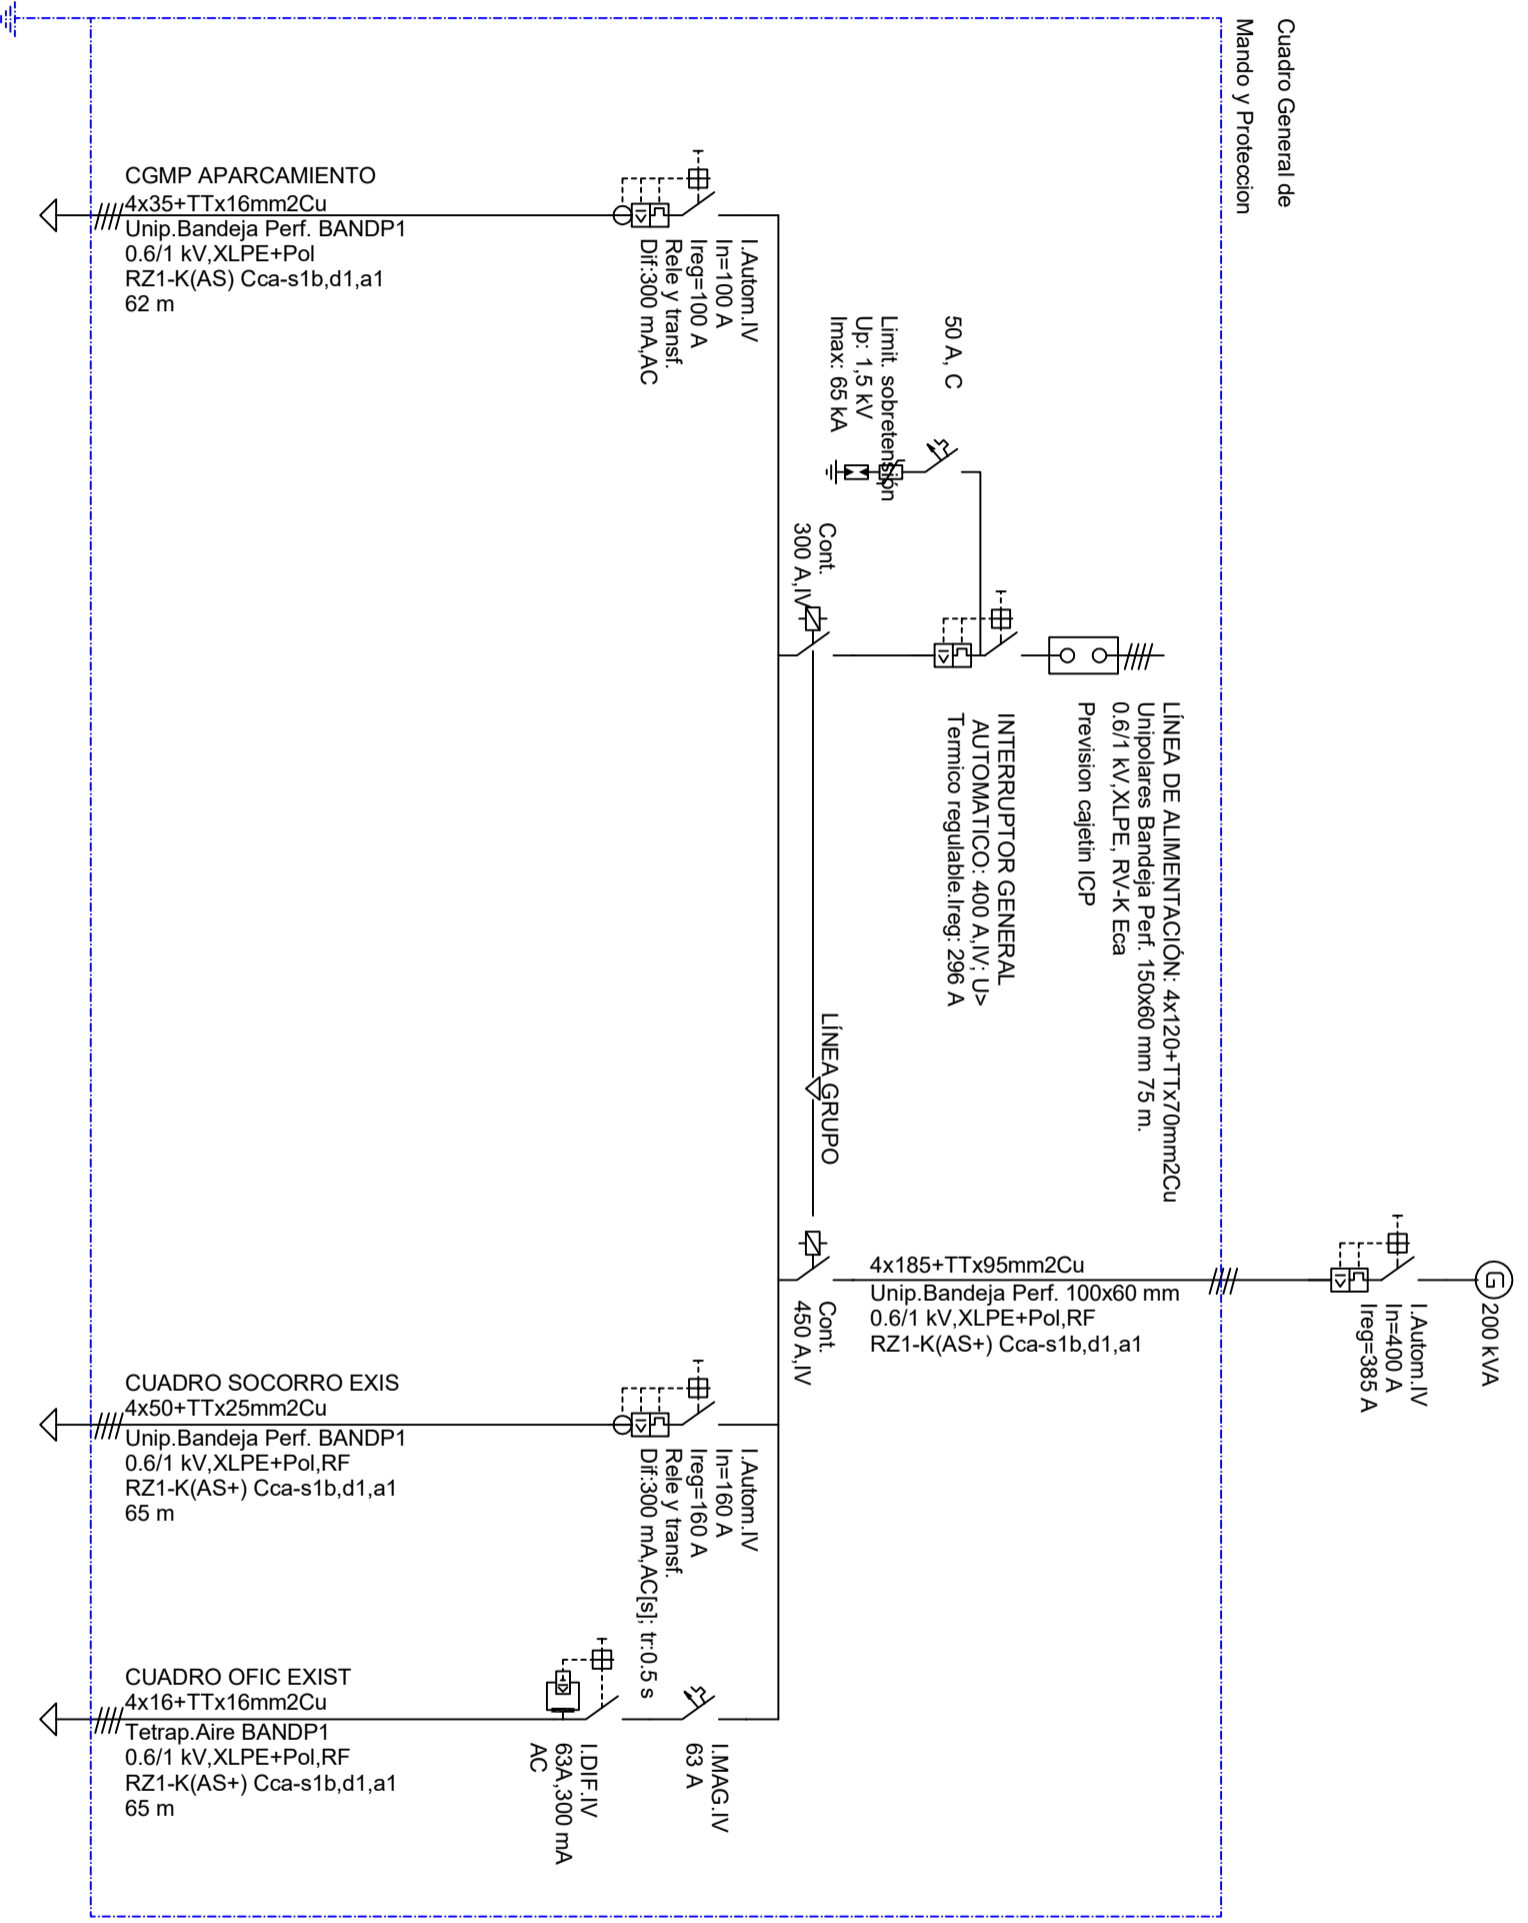 Cuadro General de
Mando y Proteccion
CGMP APARCAMIENTO
4x35+TTx16mm2Cu
Unip.Bandeja Perf. BANDP1
0.6/1 kV,XLPE+Pol
RZ1-K(AS) Cca-s1b,d1,a1
62 m
I.Autom.IV
In=100 A
Ireg=100 A
Rele y transf.
Dif:300 mA,AC
50 A, C
Limit. sobretensión
Up: 1,5 kV
Imax: 65 kA
Cont.
300 A,IV
LÍNEA DE ALIMENTACIÓN: 4x120+TTx70mm2Cu
Unipolares Bandeja Perf. 150x60 mm 75 m.
0.6/1 kV,XLPE, RV-K Eca
Prevision cajetin ICP
INTERRUPTOR GENERAL
AUTOMATICO: 400 A,IV; U>
Termico regulable.Ireg: 296 A
LÍNEA GRUPO
G
200 kVA
I.Autom.IV
In=400 A
Ireg=385 A
4x185+TTx95mm2Cu
Unip.Bandeja Perf. 100x60 mm
0.6/1 kV,XLPE+Pol,RF
RZ1-K(AS+) Cca-s1b,d1,a1
Cont.
450 A,IV
CUADRO SOCORRO EXIS
4x50+TTx25mm2Cu
Unip.Bandeja Perf. BANDP1
0.6/1 kV,XLPE+Pol,RF
RZ1-K(AS+) Cca-s1b,d1,a1
65 m
I.Autom.IV
In=160 A
Ireg=160 A
Rele y transf.
Dif:300 mA,AC[s]; tr:0.5 s
CUADRO OFIC EXIST
4x16+TTx16mm2Cu
Tetrap.Aire BANDP1
0.6/1 kV,XLPE+Pol,RF
RZ1-K(AS+) Cca-s1b,d1,a1
65 m
I.MAG.IV
63 A
I.DIF.IV
63A,300 mA
AC